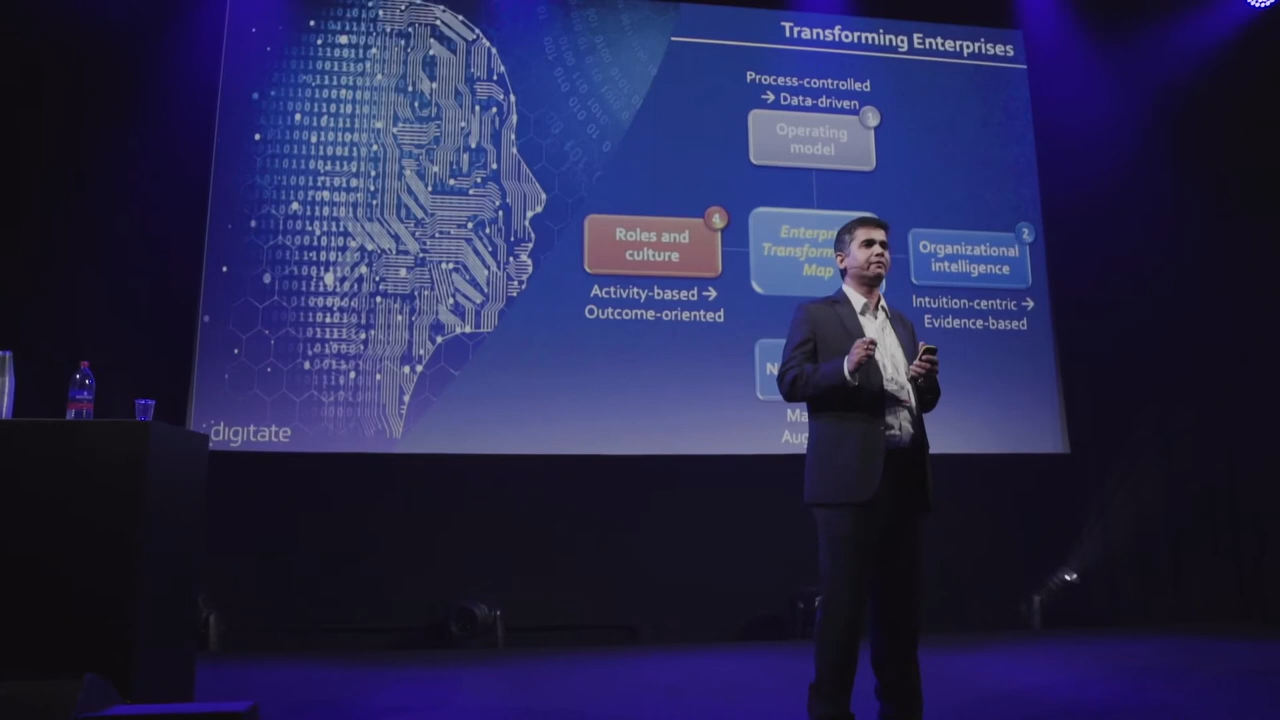 Transforming Enterprises
Process-controlled
→ Data-driven
1
Operating
model
4
Roles and
culture
Activity-based →
Outcome-oriented
Map
2
Organizational
intelligence
Intuition-centric →
Evidence-based
digitate